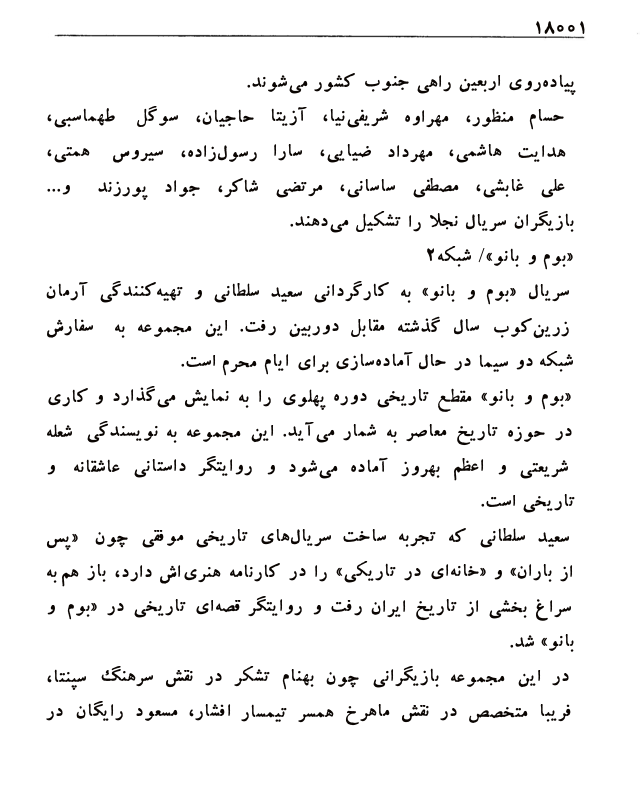 ۱۸۰۰۱
پیاده‌روی اربعین راهی جنوب کشور می‌شوند.
حسام منظور، مهراوه شریفی‌نیا، آزیتا حاجیان، سوگل طهماسبی،
هدایت هاشمی، مهرداد ضیایی، سارا رسول‌زاده، سیروس همتی،
علی غابشی، مصطفی ساسانی، مرتضی شاکر، جواد پورزند و...
بازیگران سریال نجلا را تشکیل می‌دهند.
«بوم و بانو»/ شبکه۲
سریال «بوم و بانو» به کارگردانی سعید سلطانی و تهیه‌کنندگی آرمان
زرین‌کوب سال گذشته مقابل دوربین رفت. این مجموعه به سفارش
شبکه دو سیما در حال آماده‌سازی برای ایام محرم است.
«بوم و بانو» مقطع تاریخی دوره پهلوی را به نمایش می‌گذارد و کاری
در حوزه تاریخ معاصر به شمار می‌آید. این مجموعه به نویسندگی شعله
شریعتی و اعظم بهروز آماده می‌شود و روایتگر داستانی عاشقانه و
تاریخی است.
سعید سلطانی که تجربه ساخت سریال‌های تاریخی موفقی چون «پس
از باران» و «خانه‌ای در تاریکی» را در کارنامه هنری‌اش دارد، باز هم به
سراغ بخشی از تاریخ ایران رفت و روایتگر قصه‌ای تاریخی در «بوم و
بانو» شد.
در این مجموعه بازیگرانی چون بهنام تشکر در نقش سرهنگ سپنتا،
فریبا متخصص در نقش ماهرخ همسر تیمسار افشار، مسعود رایگان در